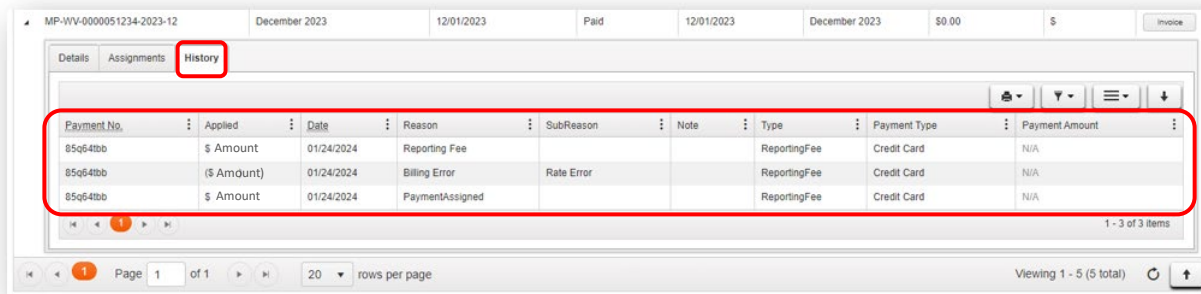 MP-WV-0000051234-2023-12 December 2023 12/01/2023 Paid 12/01/2023 December 2023 $0.00 $ Invoice
Details Assignments History
Payment No. Applied Date Reason SubReason Note Type Payment Type Payment Amount
85q64tbb $ Amount 01/24/2024 Reporting Fee ReportingFee Credit Card N/A
85q64tbb ($ Amount) 01/24/2024 Billing Error Rate Error ReportingFee Credit Card N/A
85q64tbb $ Amount 01/24/2024 PaymentAssigned ReportingFee Credit Card N/A
1 1 - 3 of 3 items
1 Page 1 of 1 20 rows per page Viewing 1 - 5 (5 total)